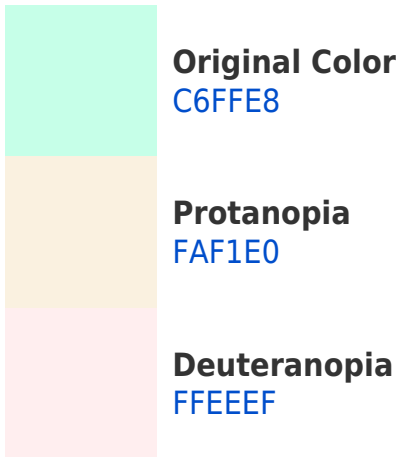 Original Color
C6FFE8
Protanopia
FAF1E0
Deuteranopia
FFEEEF